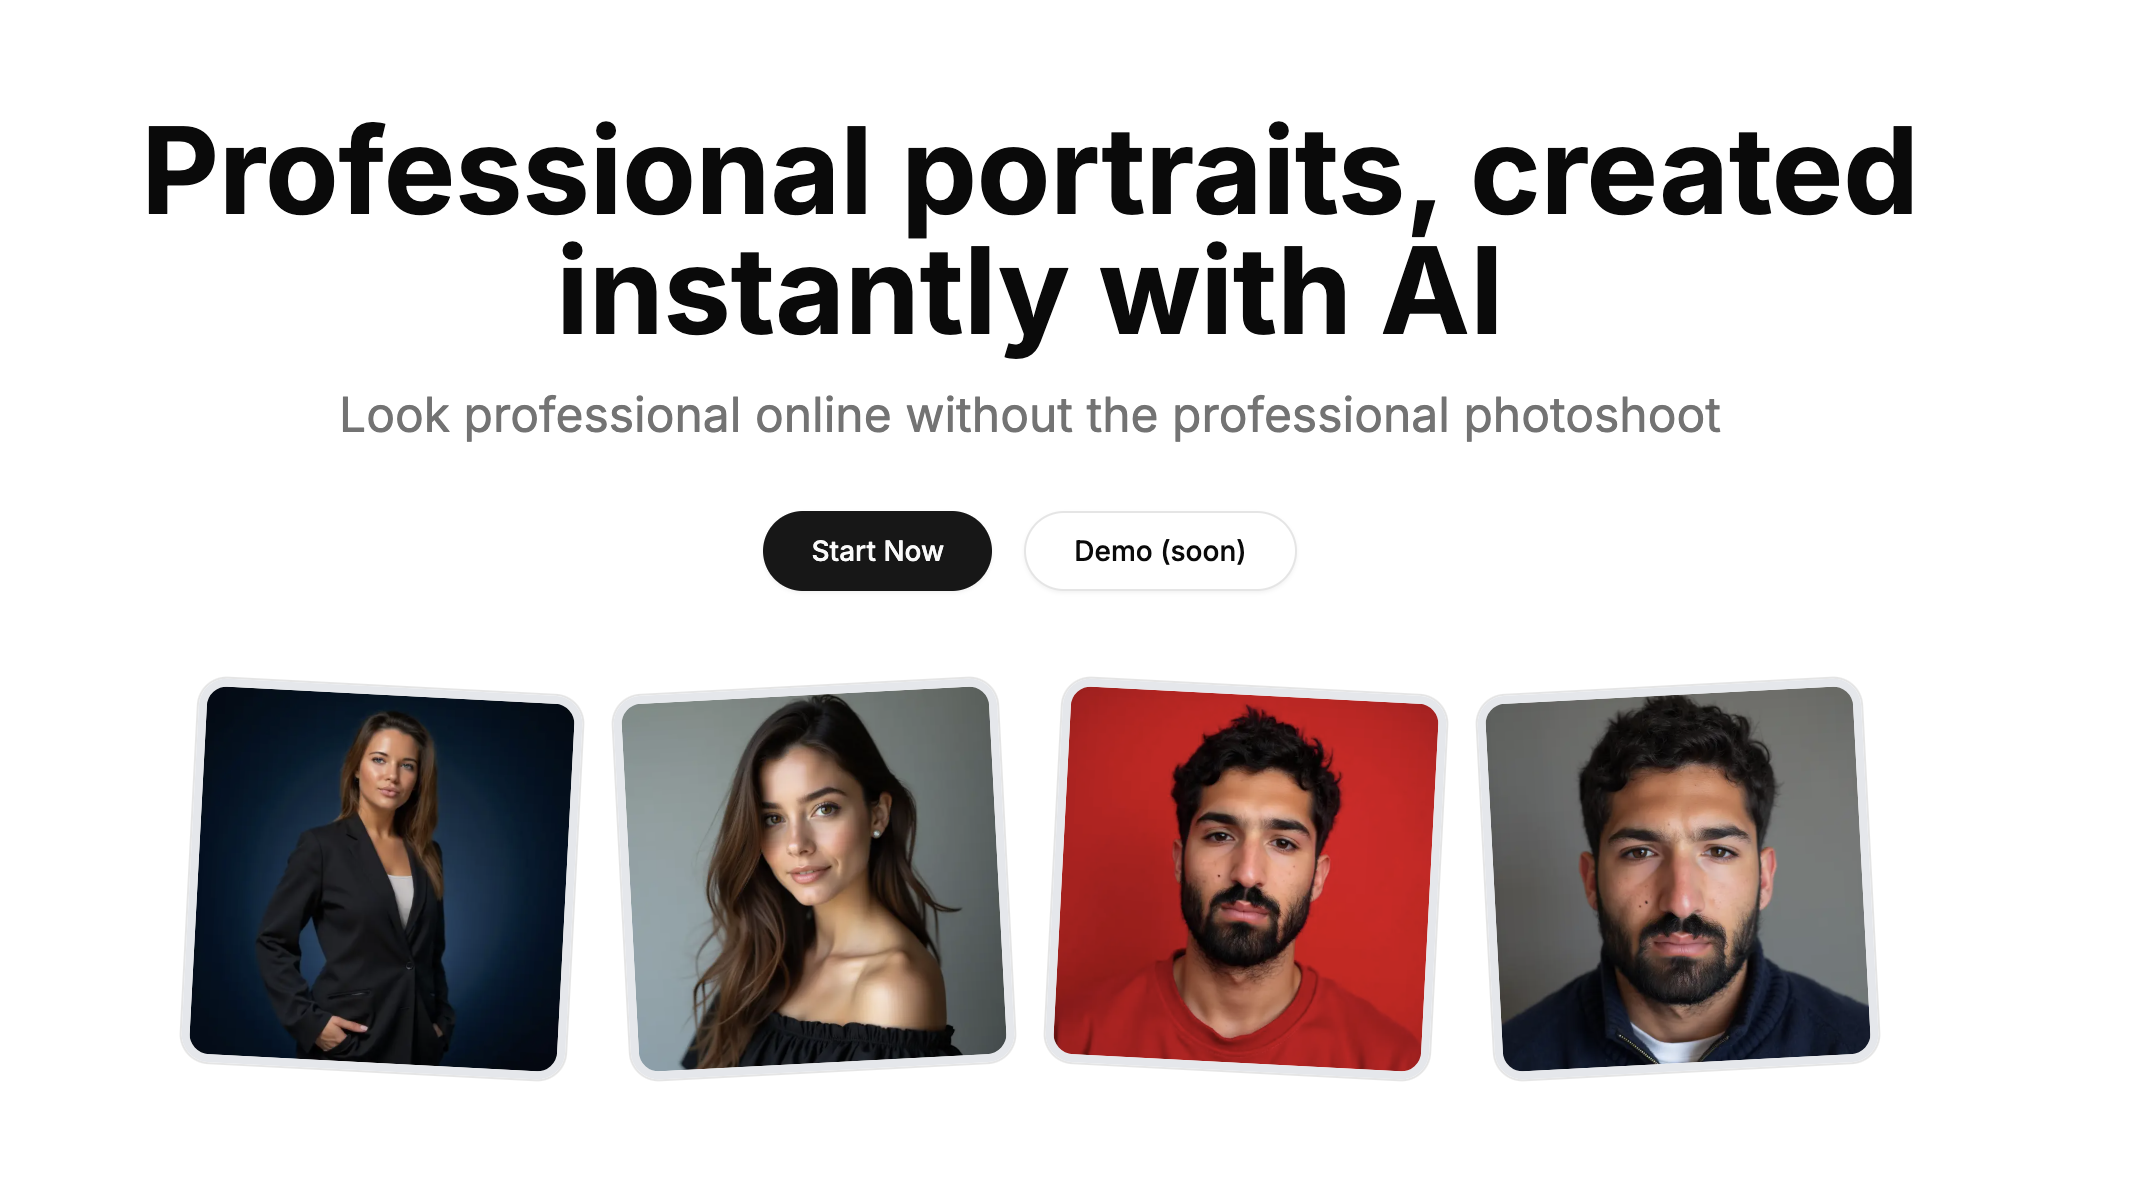 Professional portraits, created
instantly with AI
Look professional online without the professional photoshoot
Start Now
Demo (soon)